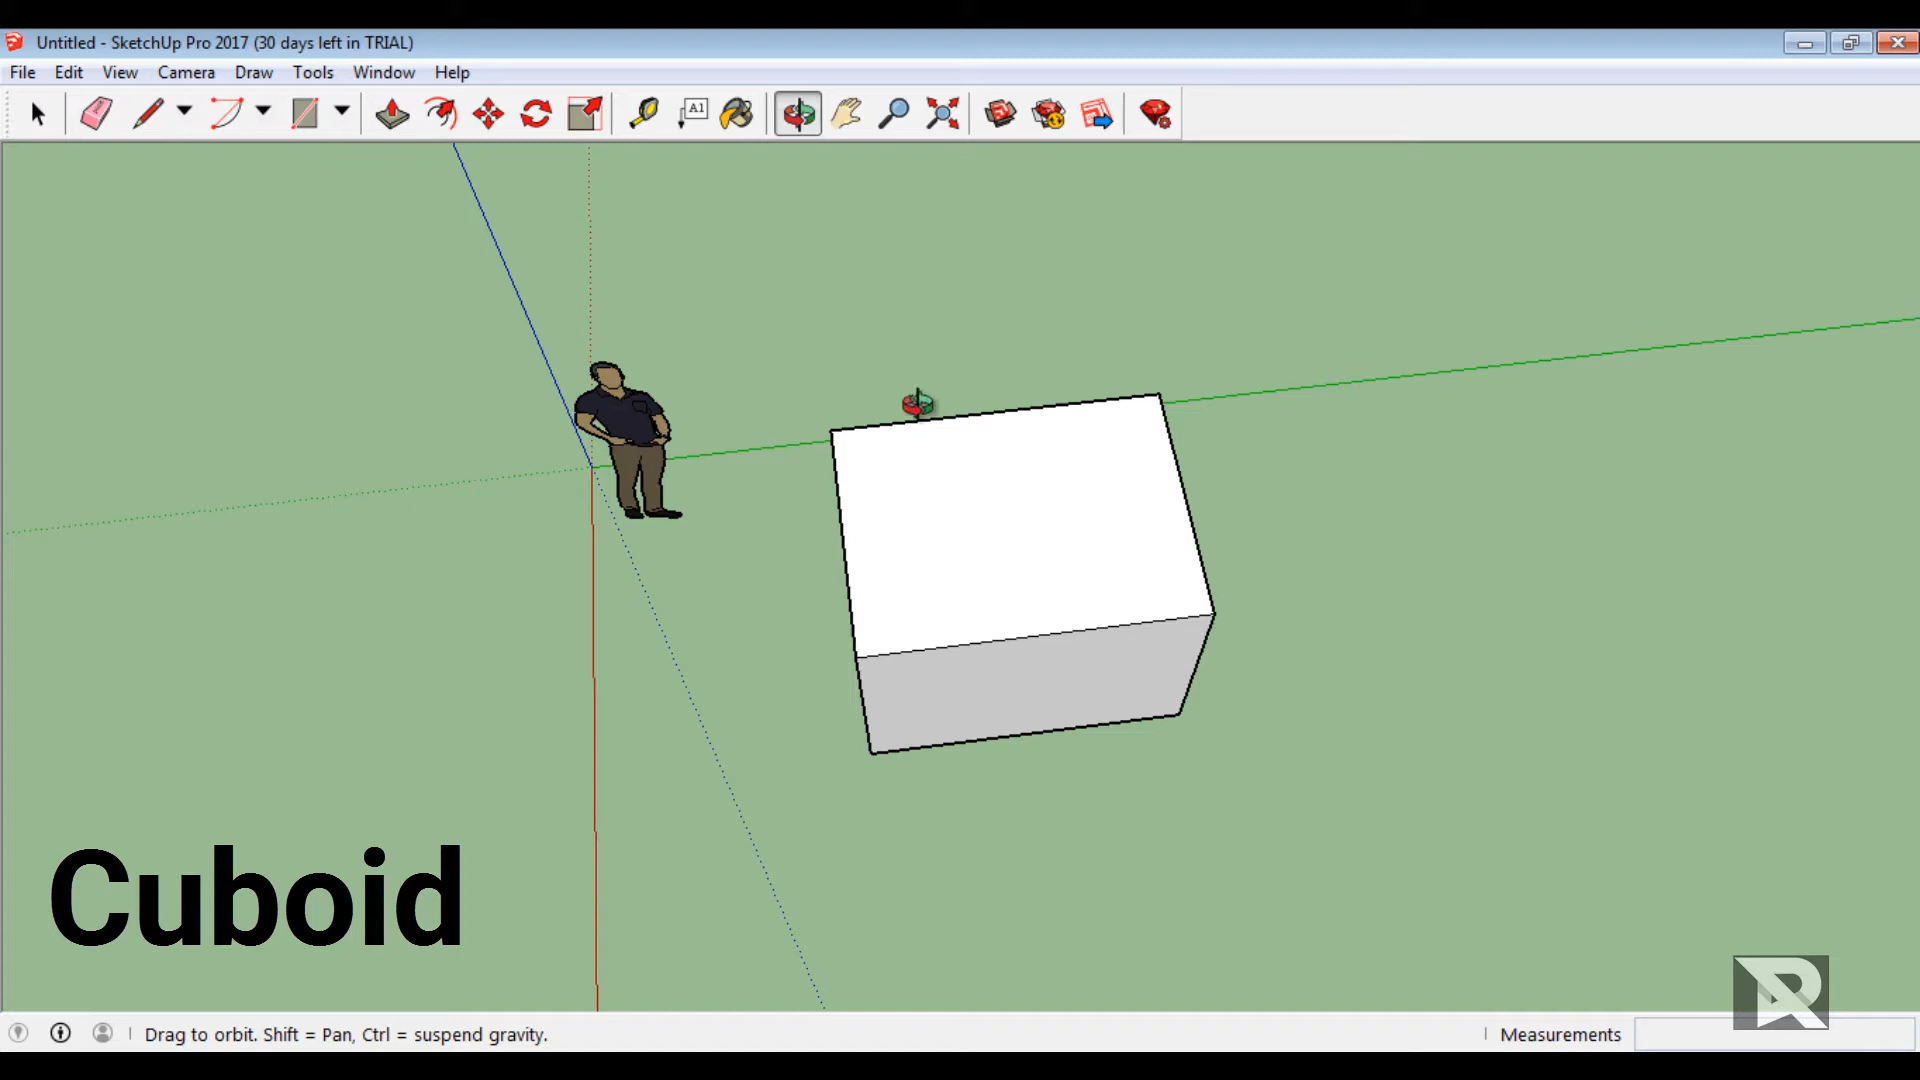 Untitled - SketchUp Pro 2017 (30 days left in TRIAL)
File Edit View Camera Draw Tools Window Help
A1
Cuboid
Drag to orbit. Shift = Pan, Ctrl = suspend gravity.
Measurements